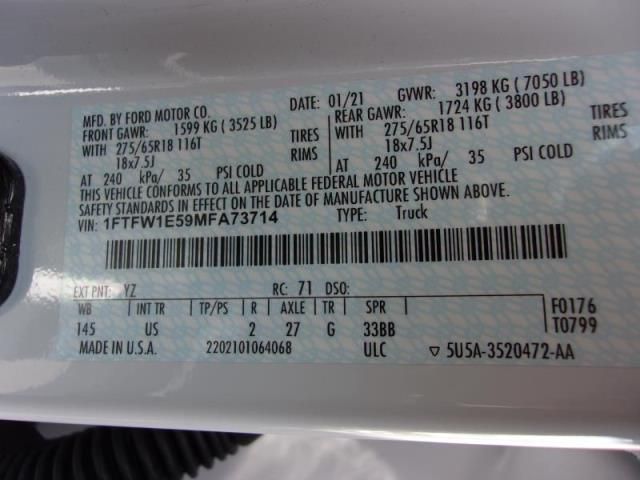 MFD. BY FORD MOTOR CO. DATE: 01/21 GVWR: 3198 KG ( 7050 LB)
FRONT GAWR: 1599 KG ( 3525 LB) REAR GAWR: 1724 KG ( 3800 LB)
WITH 275/65R18 116T TIRES WITH 275/65R18 116T TIRES
18x7.5J RIMS 18x7.5J RIMS
AT 240 kPa/ 35 PSI COLD AT 240 kPa/ 35 PSI COLD
THIS VEHICLE CONFORMS TO ALL APPLICABLE FEDERAL MOTOR VEHICLE
SAFETY STANDARDS IN EFFECT ON THE DATE OF MANUFACTURE SHOWN ABOVE.
VIN: 1FTFW1E59MFA73714 TYPE: Truck
EXT PNT: YZ RC: 71 DSO:
WB INT TR TP/PS R AXLE TR SPR F0176
145 US 2 27 G 33BB T0799
MADE IN U.S.A. 2202101064068 ULC ▽ 5U5A-3520472-AA